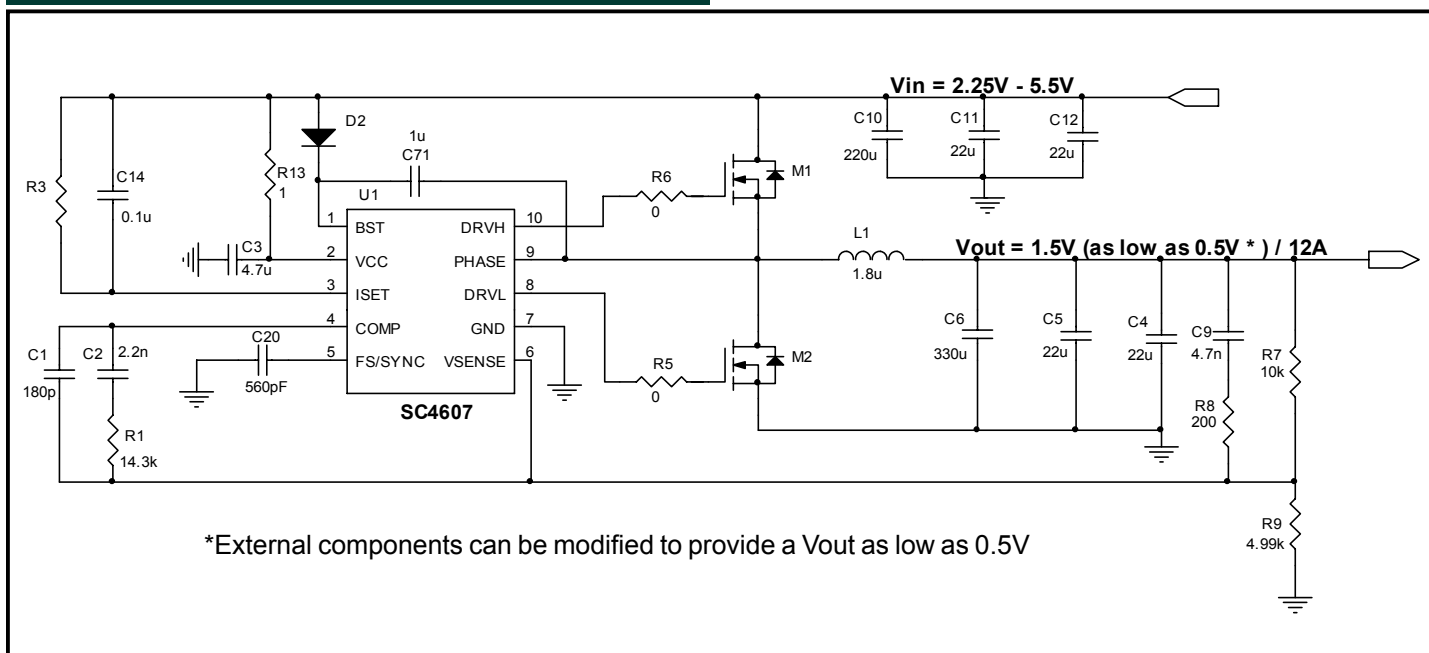 Vin = 2.25V - 5.5V
D2
1u
C71
R13
1
U1
R3
C14
0.1u
C3
4.7u
R6
0
M1
C10
220u
C11
22u
C12
22u
1
BST
DRVH
10
2
VCC
PHASE
9
3
ISET
DRVL
8
4
COMP
GND
7
5
FS/SYNC
VSENSE
6
SC4607
L1
1.8u
Vout = 1.5V (as low as 0.5V * ) / 12A
C1
180p
C2
2.2n
R1
14.3k
C20
560pF
R5
0
M2
C6
330u
C5
22u
C4
22u
C9
4.7n
R8
200
R7
10k
R9
4.99k
*External components can be modified to provide a Vout as low as 0.5V